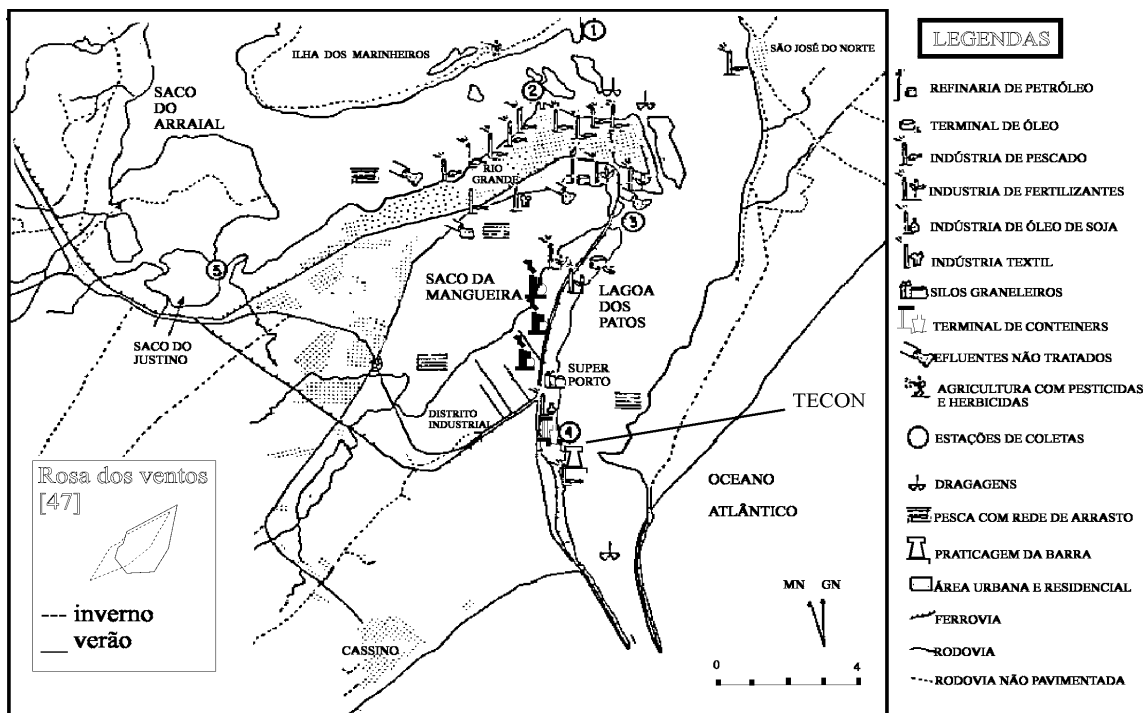 ILHA DOS MARINHEIROS
1
SÃO JOSÉ DO NORTE
SACO
DO
ARRAIAL
2
RIO
GRANDE
3
5
SACO DA
MANGUEIRA
LAGOA
DOS
PATOS
SACO DO
JUSTINO
SUPER
PORTO
DISTRITO
INDUSTRIAL
4
TECON
OCEANO
ATLÂNTICO
Rosa dos ventos
[47]
inverno
verão
CASSINO
MN GN
0 4
LEGENDAS
REFINARIA DE PETRÓLEO
TERMINAL DE ÓLEO
INDÚSTRIA DE PESCADO
INDUSTRIA DE FERTILIZANTES
INDÚSTRIA DE ÓLEO DE SOJA
INDÚSTRIA TEXTIL
SILOS GRANELEIROS
TERMINAL DE CONTEINERS
EFLUENTES NÃO TRATADOS
AGRICULTURA COM PESTICIDAS
E HERBICIDAS
ESTAÇÕES DE COLETAS
DRAGAGENS
PESCA COM REDE DE ARRASTO
PRATICAGEM DA BARRA
ÁREA URBANA E RESIDENCIAL
FERROVIA
RODOVIA
RODOVIA NÃO PAVIMENTADA